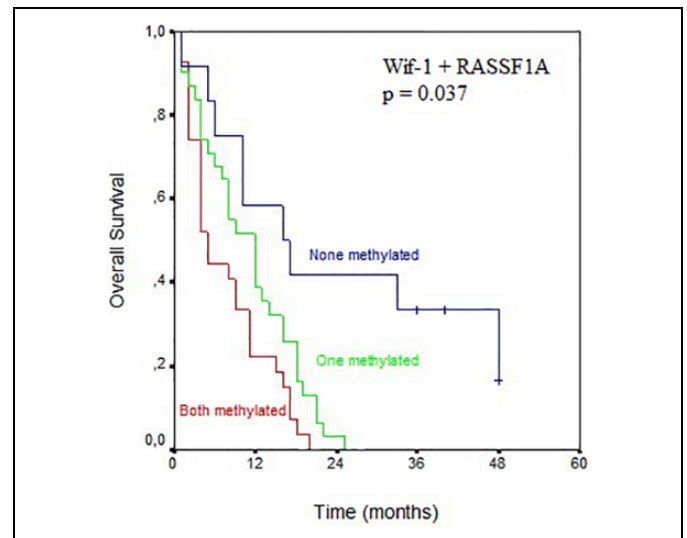 1,0
Wif-1 + RASSF1A
p = 0.037
,8
,6
Overall Survival
None methylated
,4
One methylated
,2
Both methylated
0,0
0 12 24 36 48 60
Time (months)